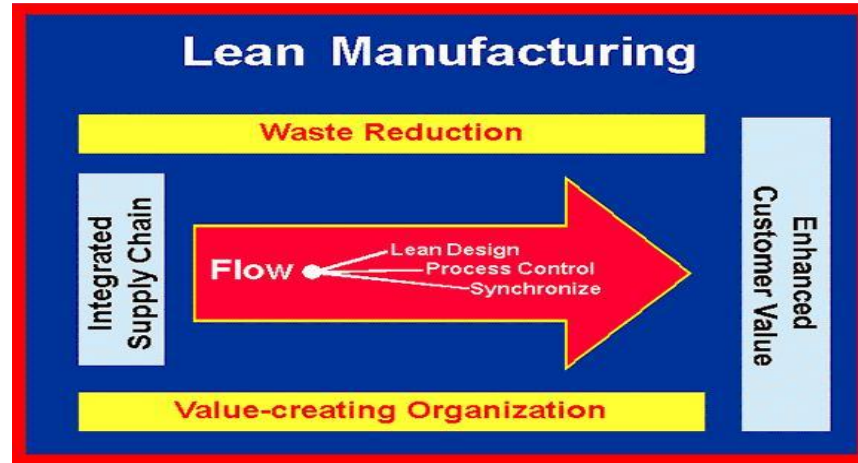 Lean Manufacturing
Waste Reduction
Integrated
Supply Chain
Flow
Lean Design
Process Control
Synchronize
Enhanced
Customer Value
Value-creating Organization